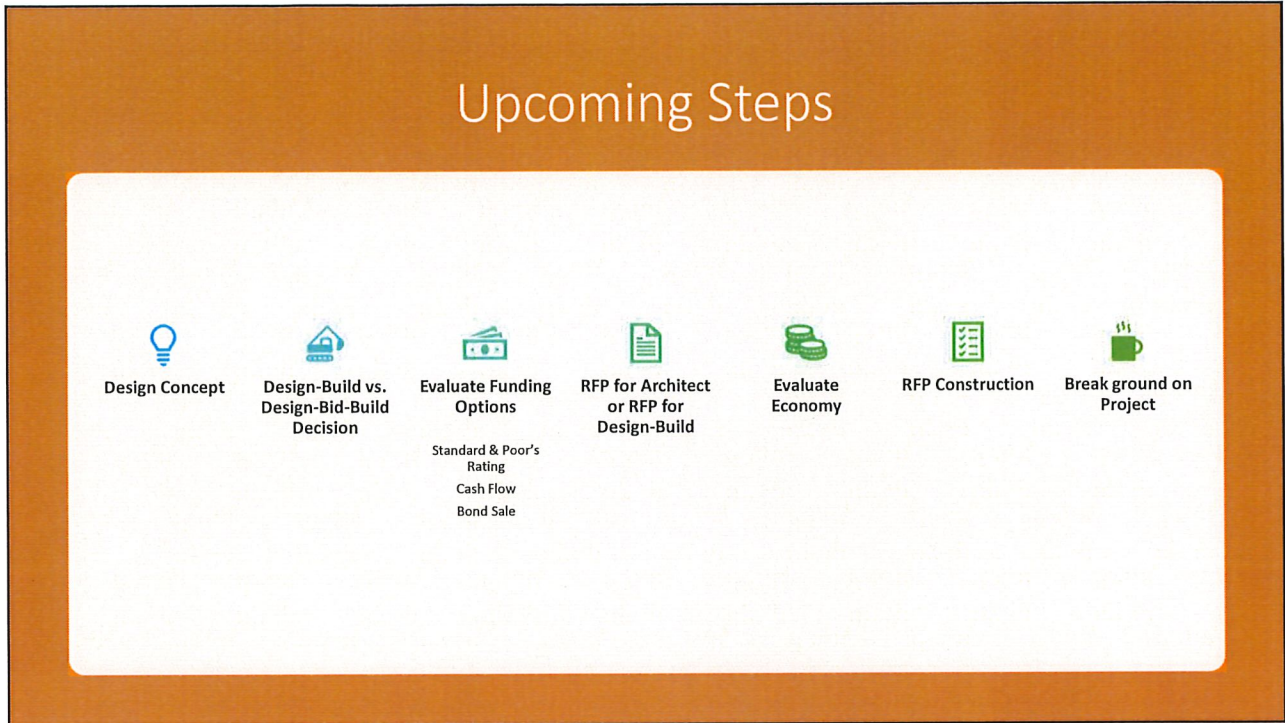 Upcoming Steps
Design Concept
Design-Build vs.
Design-Bid-Build
Decision
Evaluate Funding
Options
Standard & Poor's
Rating
Cash Flow
Bond Sale
RFP for Architect
or RFP for
Design-Build
Evaluate
Economy
RFP Construction
Break ground on
Project